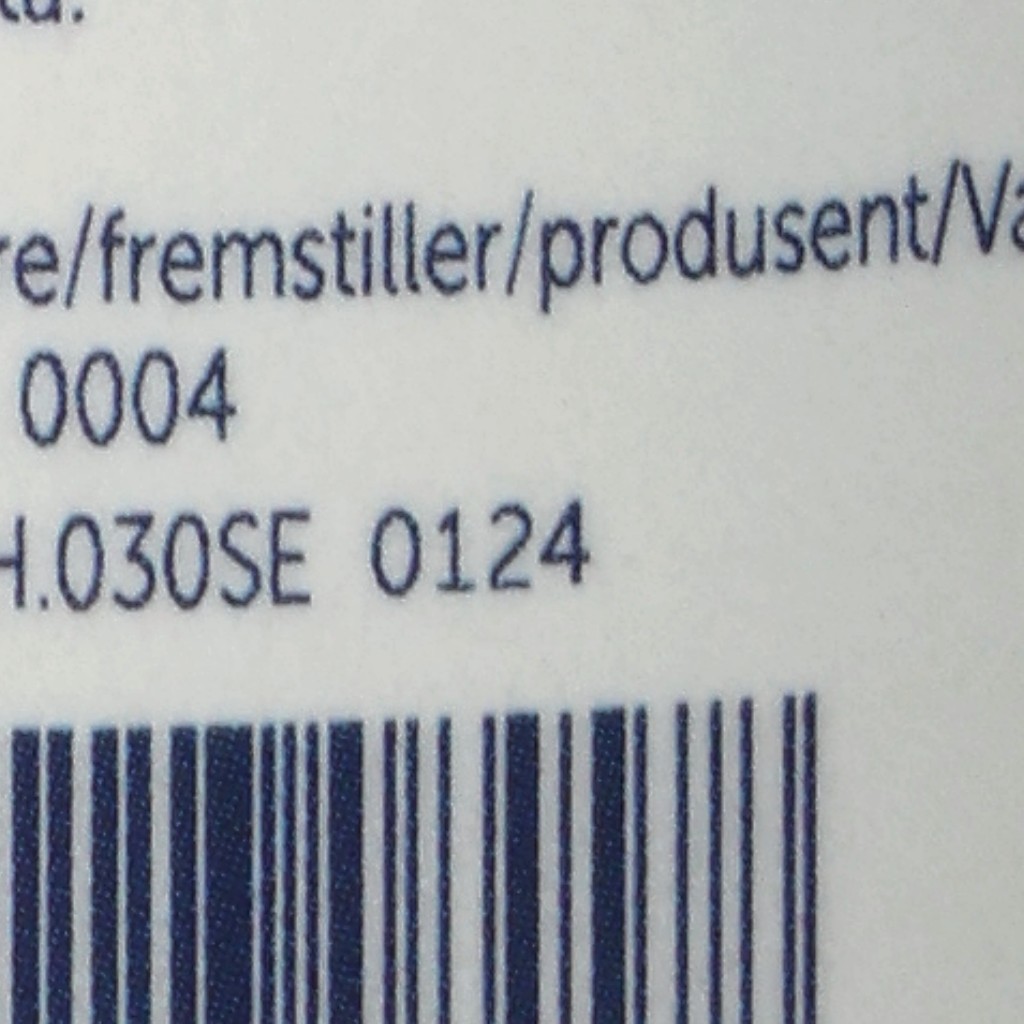 re/fremstiller/produsent/Va
0004
H.030SE 0124